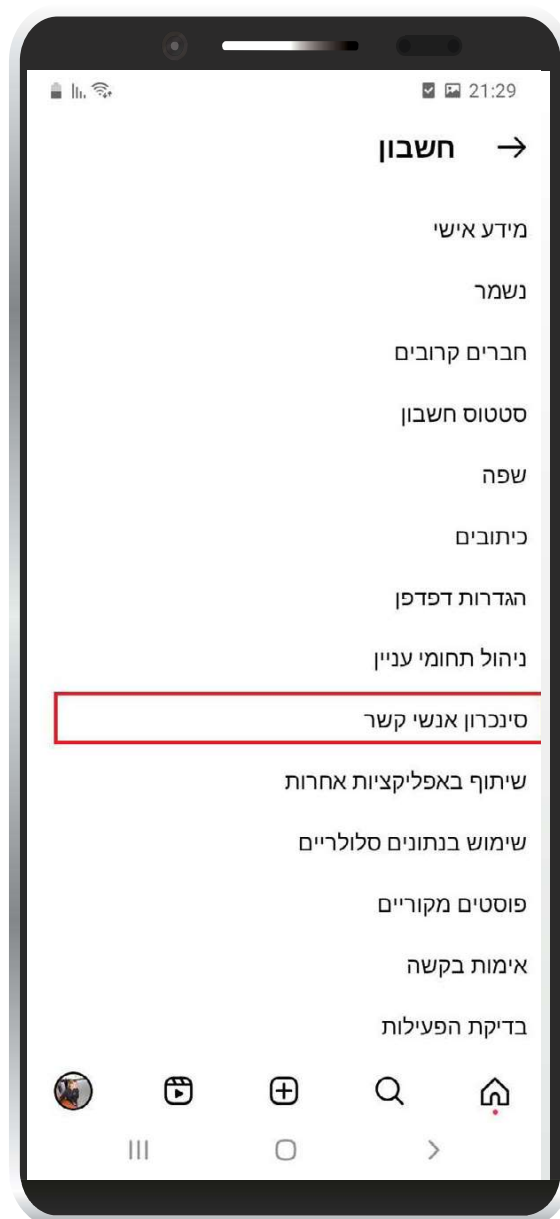 21:29
חשבון
מידע אישי
נשמר
חברים קרובים
סטטוס חשבון
שפה
כיתובים
הגדרות דפדפן
ניהול תחומי עניין
סינכרון אנשי קשר
שיתוף באפליקציות אחרות
שימוש בנתונים סלולריים
פוסטים מקוריים
אימות בקשה
בדיקת הפעילות